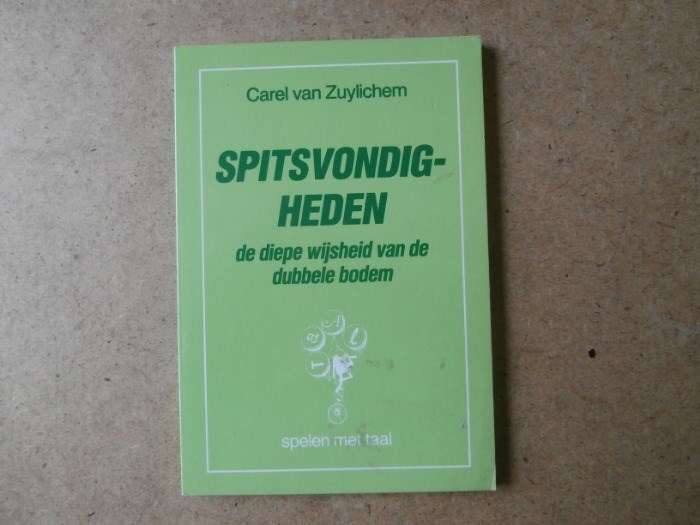 Carel van Zuylichem
SPITSVONDIG-
HEDEN
de diepe wijsheid van de
dubbele bodem
spelen met taal